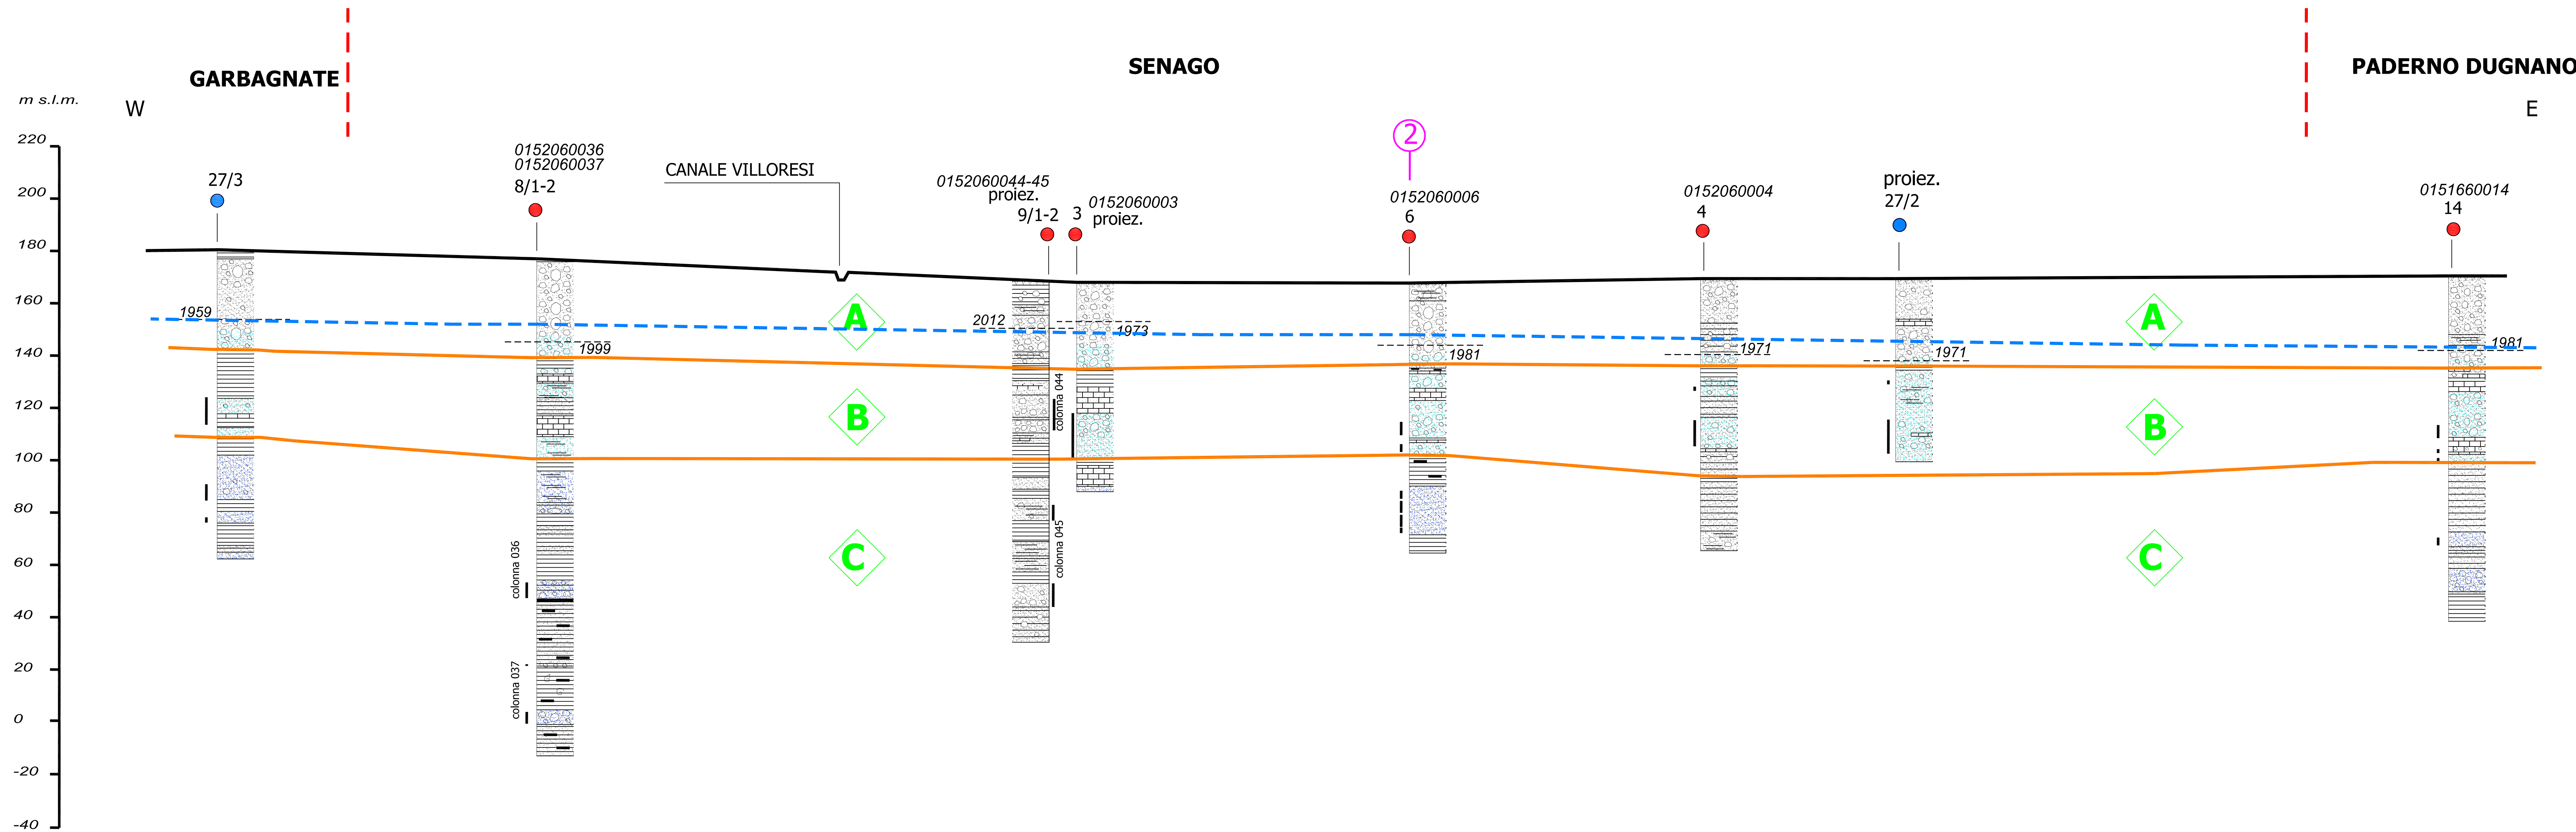 GARBAGNATE
SENAGO
PADERNO DUGNANO
m s.l.m.
W
E
220
200
180
160
140
120
100
80
60
40
20
0
-20
-40
27/3
0152060036
0152060037
8/1-2
CANALE VILLORESI
0152060044-45
proiez.
9/1-2
3
0152060003
proiez.
2
0152060006
6
0152060004
4
proiez.
27/2
0151660014
14
1959
1999
2012
1973
1981
1971
1971
1981
A
A
B
B
C
C
colonna 044
colonna 045
colonna 036
colonna 037